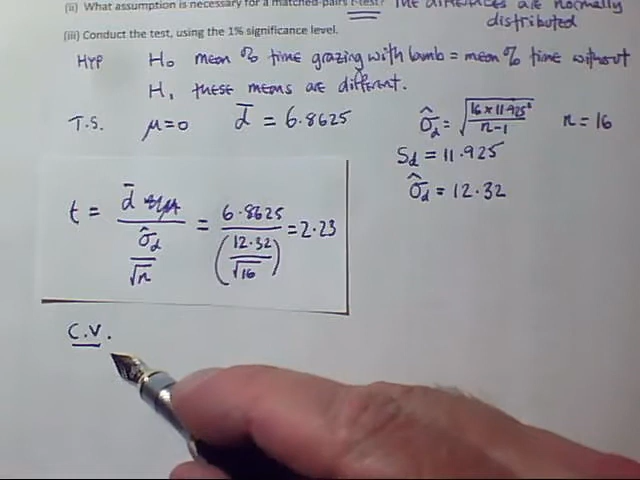 (ii) What assumption is necessary for a matched-pairs t-test? The differences are normally
distributed
(iii) Conduct the test, using the 1% significance level.
HYP H₀ mean % time grazing with lamb = mean % time without
H₁ these means are different.
T.S. μ=0 d̄ = 6.8625 σ̂d = √(16×11.925²/n-1) n = 16
Sd = 11.925
σ̂d = 12.32
t = d̄ / (σ̂d/√n) = 6.8625 / (12.32/√16) = 2.23
C.V.